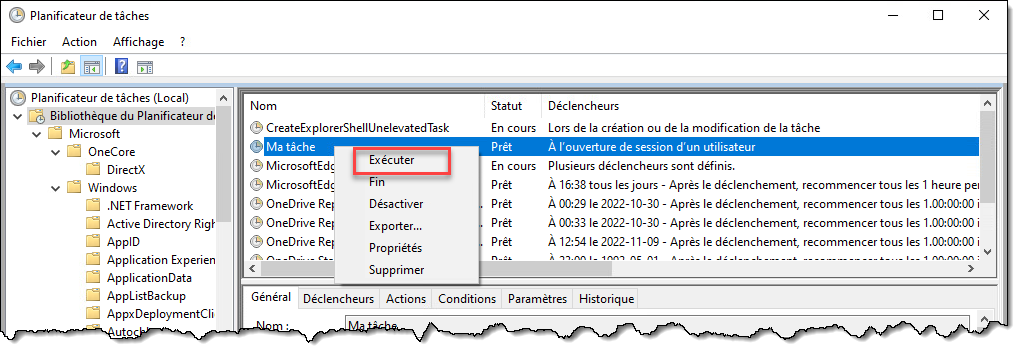 Planificateur de tâches
Fichier Action Affichage ?
Planificateur de tâches (Local)
Bibliothèque du Planificateur de
Microsoft
OneCore
DirectX
Windows
.NET Framework
Active Directory Righ
AppID
Application Experien
ApplicationData
AppListBackup
AppxDeploymentClie
Nom Statut Déclencheurs
CreateExplorerShellUnelevatedTask En cours Lors de la création ou de la modification de la tâche
Ma tâche Prêt À l'ouverture de session d'un utilisateur
MicrosoftEdg En cours Plusieurs déclencheurs sont définis.
MicrosoftEdg Prêt À 16:38 tous les jours - Après le déclenchement, recommencer tous les 1 heure pen
OneDrive Rep Prêt À 00:29 le 2022-10-30 - Après le déclenchement, recommencer tous les 1.00:00:00 i
OneDrive Rep Prêt À 00:33 le 2022-10-30 - Après le déclenchement, recommencer tous les 1.00:00:00 i
OneDrive Rep Prêt À 12:54 le 2022-11-09 - Après le déclenchement, recommencer tous les 1.00:00:00 i
OneDrive Sta Prêt
Exécuter
Fin
Désactiver
Exporter...
Propriétés
Supprimer
Général Déclencheurs Actions Conditions Paramètres Historique
Nom : Ma tâche